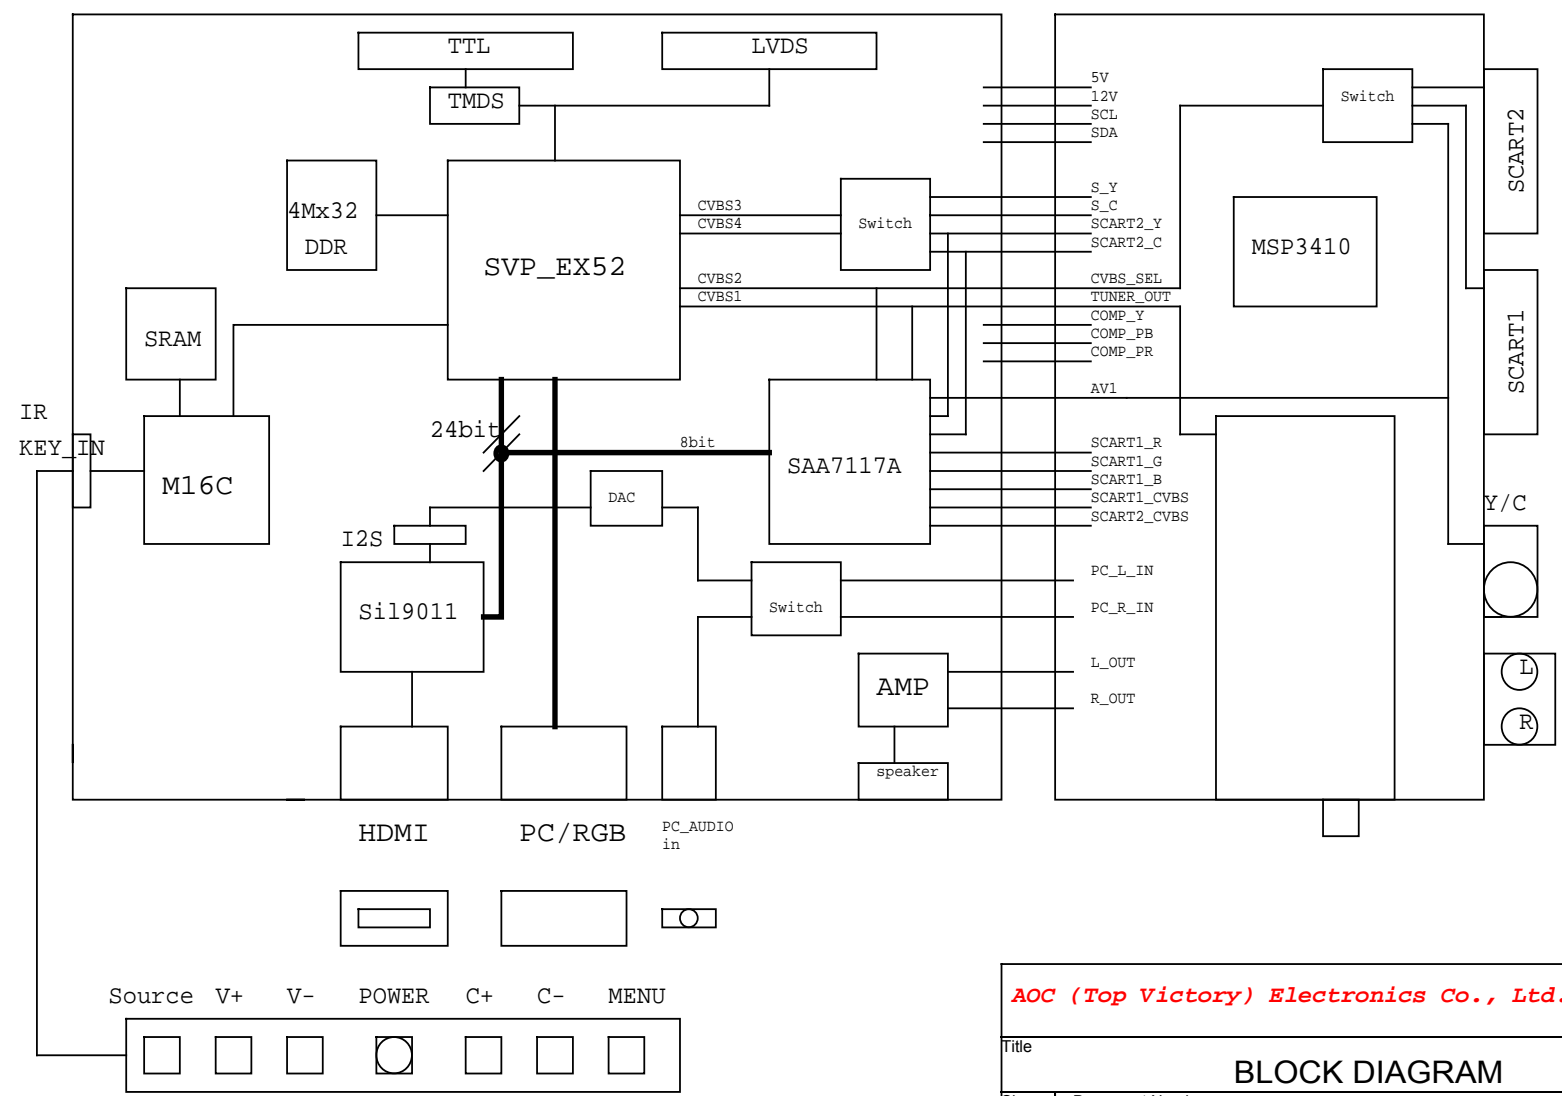 TTL
LVDS
TMDS
5V
12V
SCL
SDA
Switch
SCART2
4Mx32
DDR
SVP_EX52
CVBS3
CVBS4
Switch
S_Y
S_C
SCART2_Y
SCART2_C
MSP3410
CVBS2
CVBS1
CVBS_SEL
TUNER_OUT
COMP_Y
COMP_PB
COMP_PR
SCART1
SRAM
AV1
IR
KEY_IN
M16C
24bit
8bit
SAA7117A
SCART1_R
SCART1_G
SCART1_B
SCART1_CVBS
SCART2_CVBS
Y/C
DAC
I2S
Sil9011
Switch
PC_L_IN
PC_R_IN
AMP
L_OUT
R_OUT
L
R
speaker
HDMI
PC/RGB
PC_AUDIO
in
Source V+ V- POWER C+ C- MENU
AOC (Top Victory) Electronics Co., Ltd.
Title
BLOCK DIAGRAM